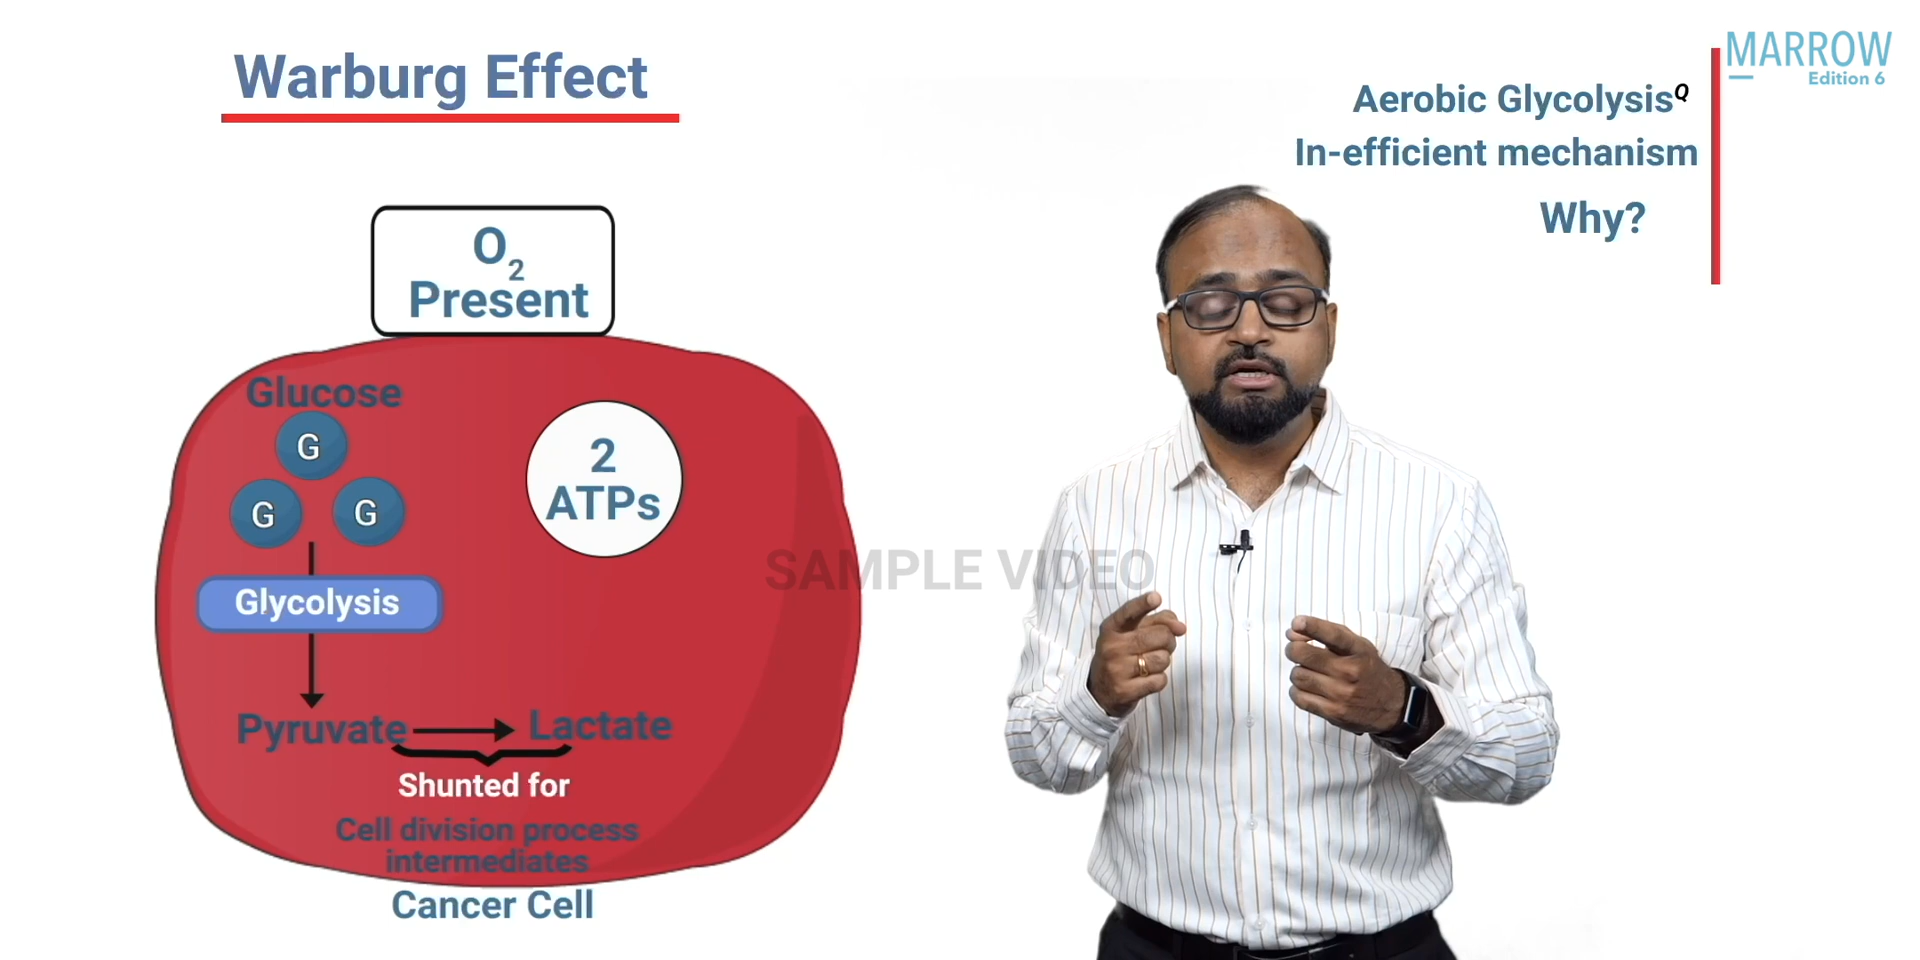 Warburg Effect
MARROW
Edition 6
Aerobic GlycolysisQ
In-efficient mechanism
Why?
O2
Present
Glucose
G
G G
2
ATPs
Glycolysis
Pyruvate Lactate
Shunted for
Cell division process
intermediates
Cancer Cell
SAMPLE VIDEO